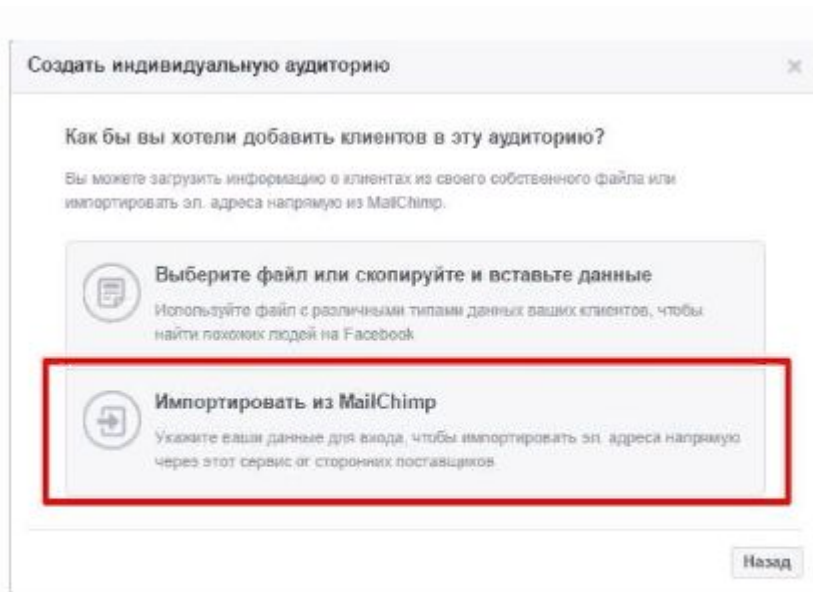 Создать индивидуальную аудиторию
Как бы вы хотели добавить клиентов в эту аудиторию?
Вы можете загрузить информацию о клиентах из своего собственного файла или
импортировать эл. адреса напрямую из MailChimp.
Выберите файл или скопируйте и вставьте данные
Используйте файл с различными типами данных ваших клиентов, чтобы
найти похожих людей на Facebook
Импортировать из MailChimp
Укажите ваши данные для входа, чтобы импортировать эл. адреса напрямую
через этот сервис от сторонних поставщиков
Назад